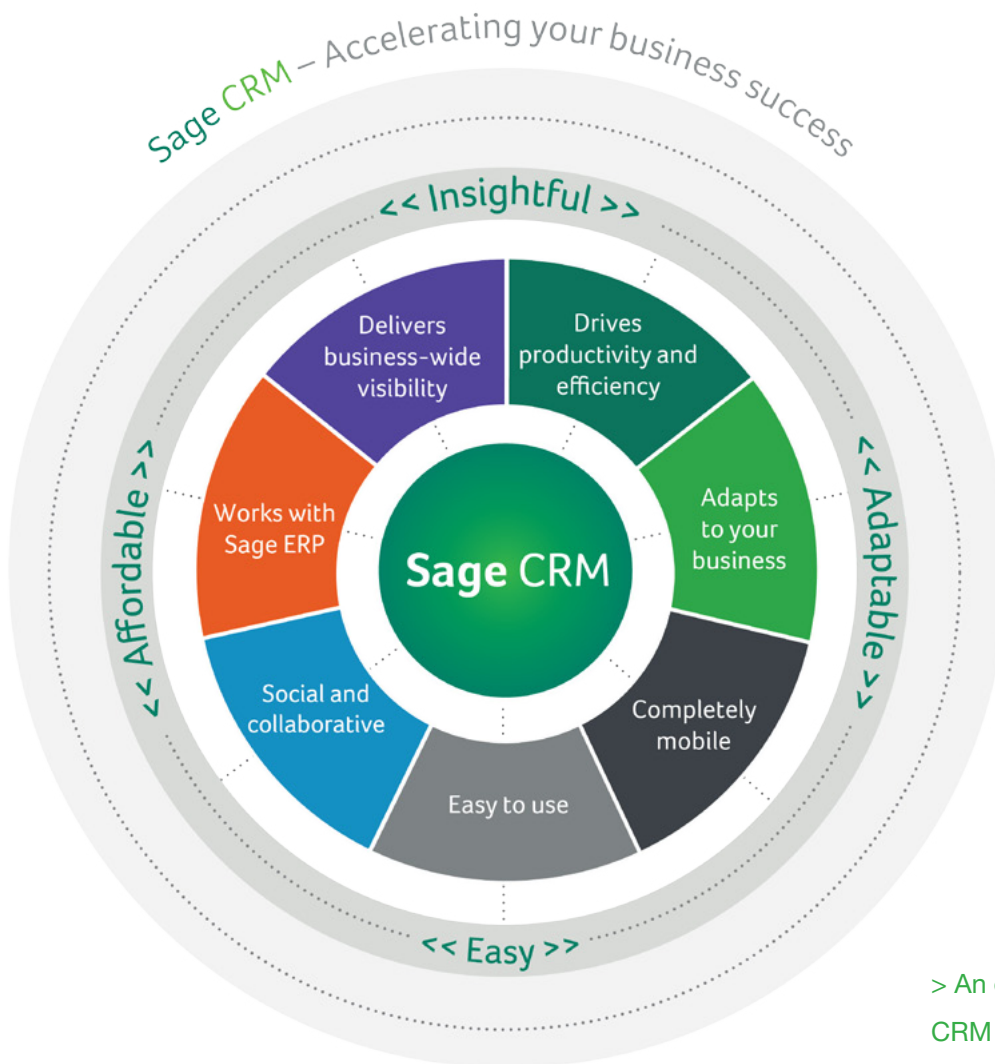 Sage CRM – Accelerating your business success
<< Insightful >>
Delivers
business-wide
visibility
Drives
productivity and
efficiency
<< Affordable >>
Works with
Sage ERP
Sage CRM
Adapts
to your
business
<< Adaptable >>
Social and
collaborative
Completely
mobile
Easy to use
<< Easy >>
> An
CRM